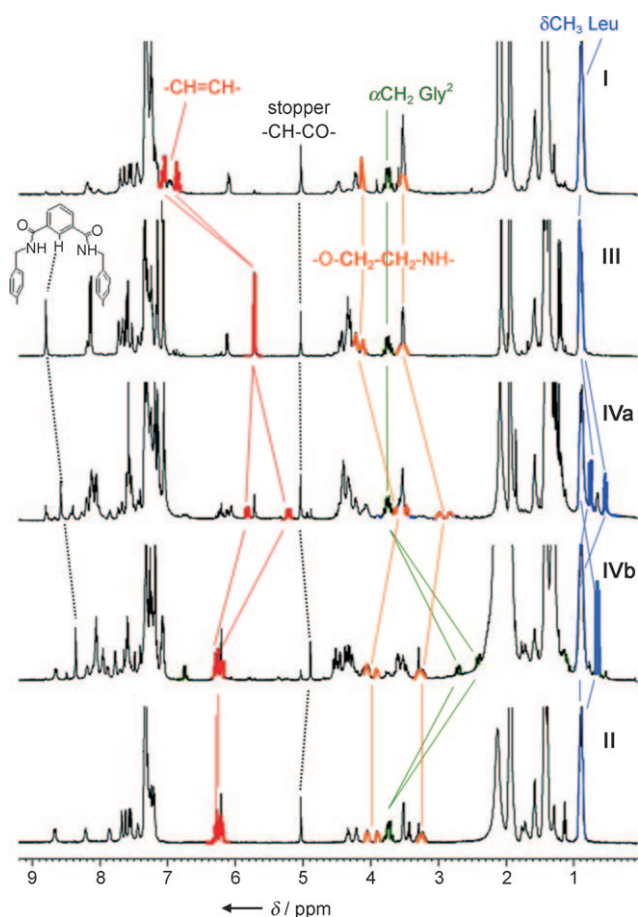 δCH₃ Leu
-CH=CH-
I
stopper
-CH-CO-
αCH₂ Gly²
O
O
NH
H
HN
-O-CH₂-CH₂-NH-
III
IVa
IVb
II
9 8 7 6 5 4 3 2 1
δ / ppm